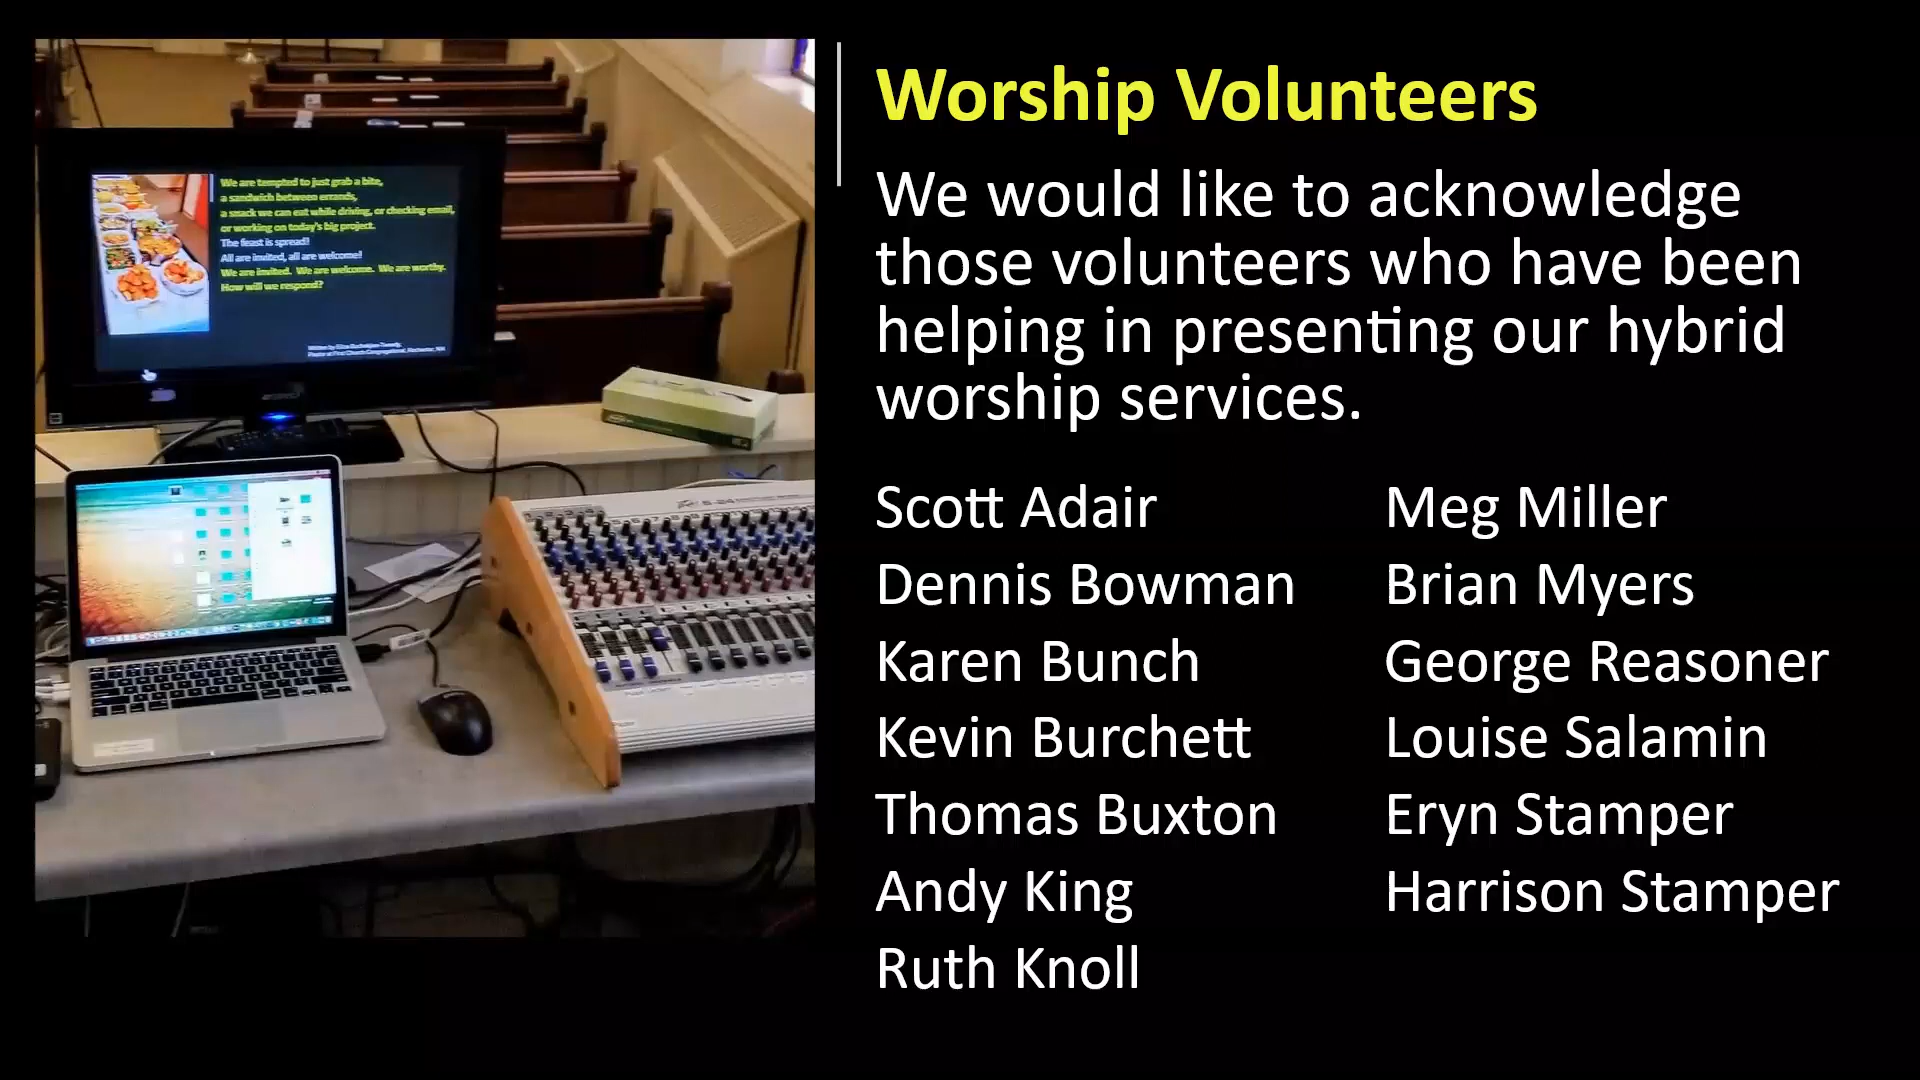 Worship Volunteers
We would like to acknowledge
those volunteers who have been
helping in presenting our hybrid
worship services.
Scott Adair
Dennis Bowman
Karen Bunch
Kevin Burchett
Thomas Buxton
Andy King
Ruth Knoll
Meg Miller
Brian Myers
George Reasoner
Louise Salamin
Eryn Stamper
Harrison Stamper
We are tempted to just grab a bite,
a sandwich between errands,
a snack we can eat while driving, or checking email,
or working on today's big project.
The feast is spread!
All are invited, all are welcome!
We are invited. We are welcome. We are worthy.
How will we respond?